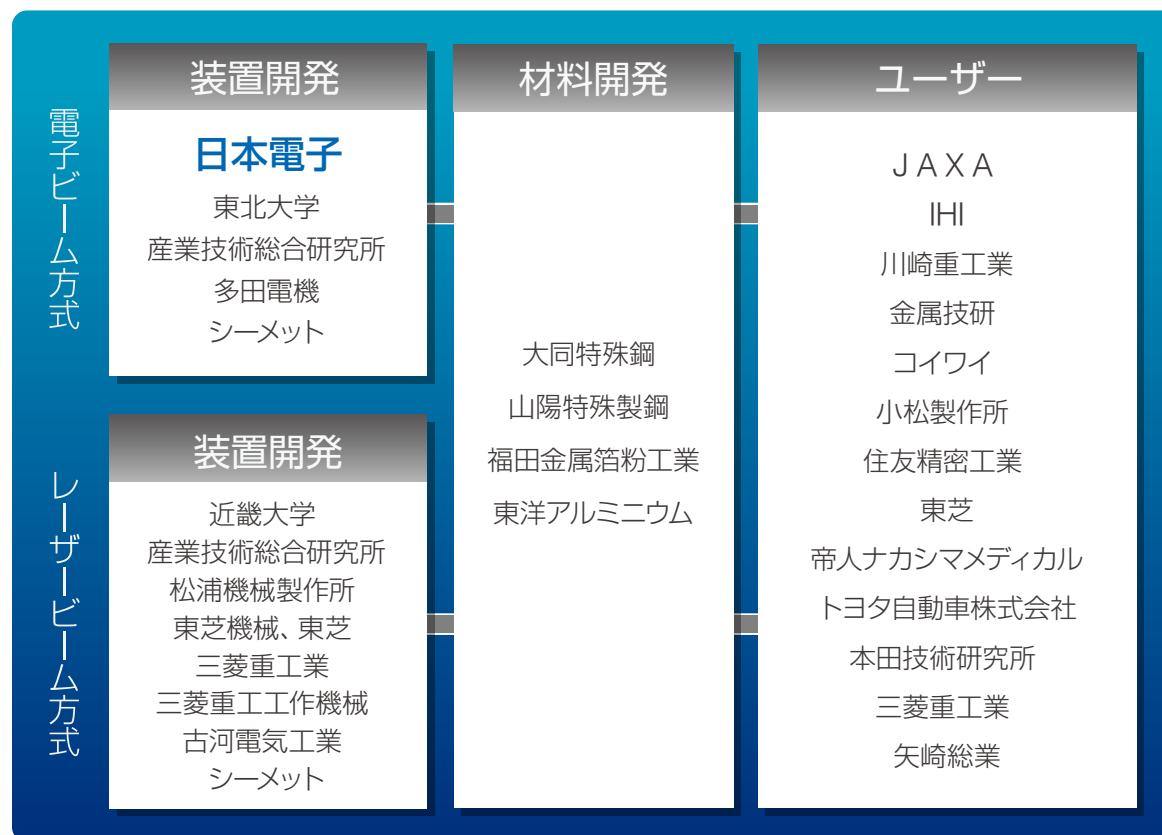 電子ビーム方式
装置開発
日本電子
東北大学
産業技術総合研究所
多田電機
シーメット
レーザービーム方式
装置開発
近畿大学
産業技術総合研究所
松浦機械製作所
東芝機械、東芝
三菱重工業
三菱重工工作機械
古河電気工業
シーメット
材料開発
大同特殊鋼
山陽特殊製鋼
福田金属箔粉工業
東洋アルミニウム
ユーザー
JAXA
IHI
川崎重工業
金属技研
コイワイ
小松製作所
住友精密工業
東芝
帝人ナカシマメディカル
トヨタ自動車株式会社
本田技術研究所
三菱重工業
矢崎総業